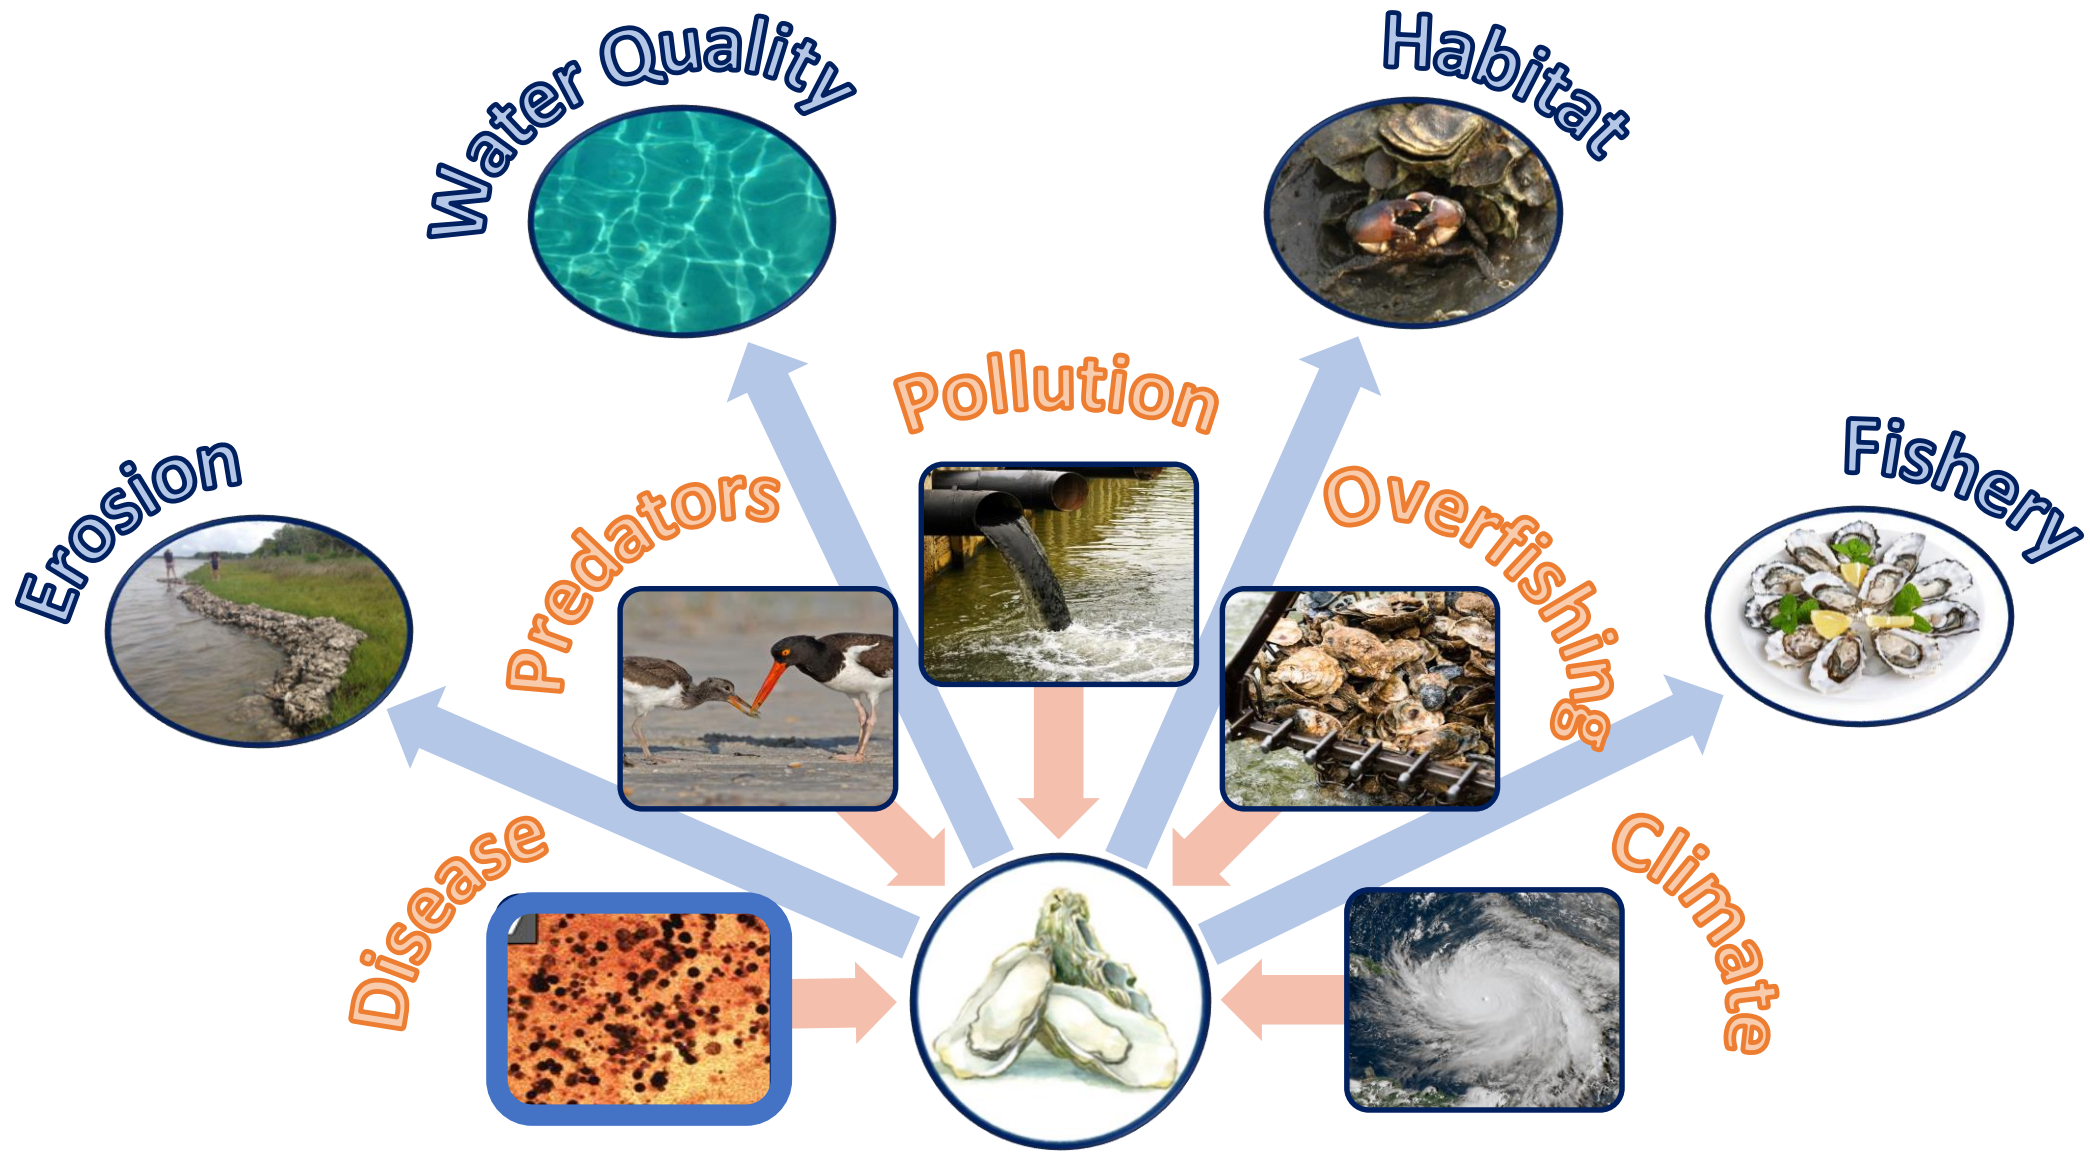 Water Quality
Habitat
Pollution
Erosion
Predators
Overfishing
Fishery
Disease
Climate